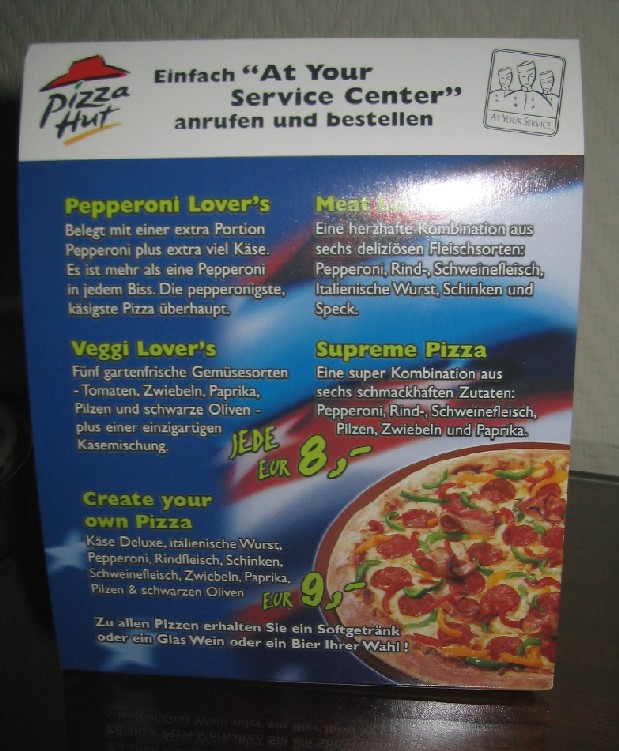 Pizza Hut
Einfach "At Your
Service Center"
anrufen und bestellen
AT YOUR SERVICE
Pepperoni Lover's
Belegt mit einer extra Portion
Pepperoni plus extra viel Käse.
Es ist mehr als eine Pepperoni
in jedem Biss. Die pepperonigste,
käsigste Pizza überhaupt.
Meat
Eine herzhafte Kombination aus
sechs deliziösen Fleischsorten:
Pepperoni, Rind-, Schweinefleisch,
Italienische Wurst, Schinken und
Speck.
Veggi Lover's
Fünf gartenfrische Gemüsesorten
- Tomaten, Zwiebeln, Paprika,
Pilzen und schwarze Oliven -
plus einer einzigartigen
Käsemischung.
Supreme Pizza
Eine super Kombination aus
sechs schmackhaften Zutaten:
Pepperoni, Rind-, Schweinefleisch,
Pilzen, Zwiebeln und Paprika.
JEDE
EUR 8,-
Create your
own Pizza
Käse Deluxe, italienische Wurst,
Pepperoni, Rindfleisch, Schinken,
Schweinefleisch, Zwiebeln, Paprika,
Pilzen & schwarzen Oliven
EUR 9,-
Zu allen Pizzen erhalten Sie ein Softgetränk
oder ein Glas Wein oder ein Bier Ihrer Wahl !